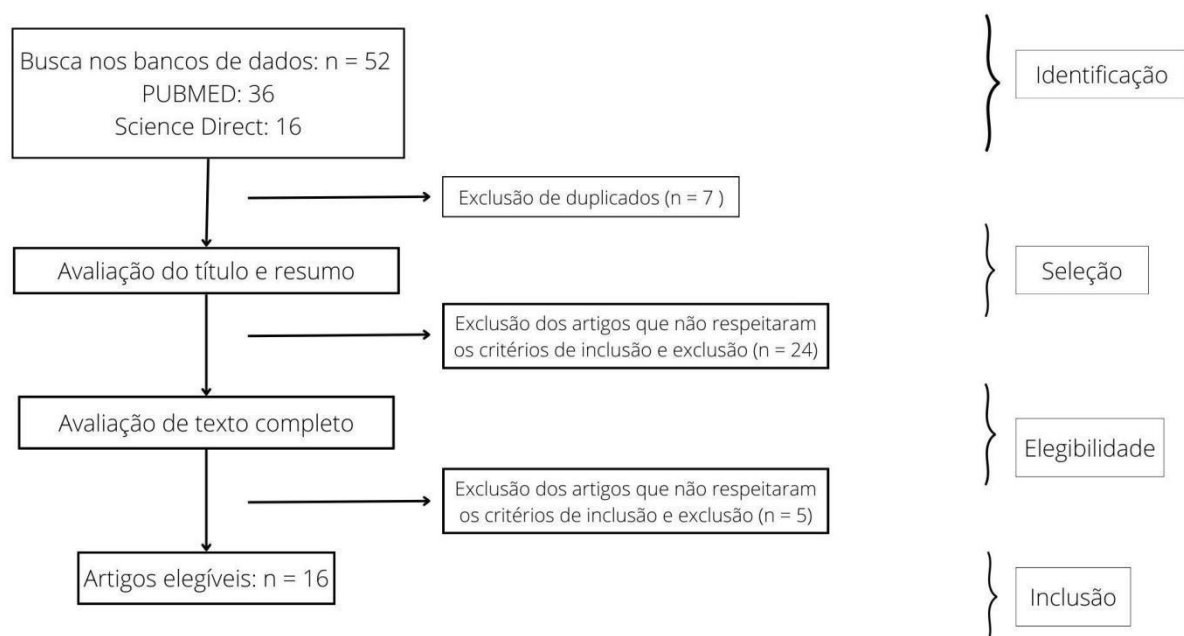 Busca nos bancos de dados: n = 52
PUBMED: 36
Science Direct: 16
Identificação
Exclusão de duplicados (n = 7 )
Avaliação do título e resumo
Seleção
Exclusão dos artigos que não respeitaram
os critérios de inclusão e exclusão (n = 24)
Avaliação de texto completo
Elegibilidade
Exclusão dos artigos que não respeitaram
os critérios de inclusão e exclusão (n = 5)
Artigos elegíveis: n = 16
Inclusão